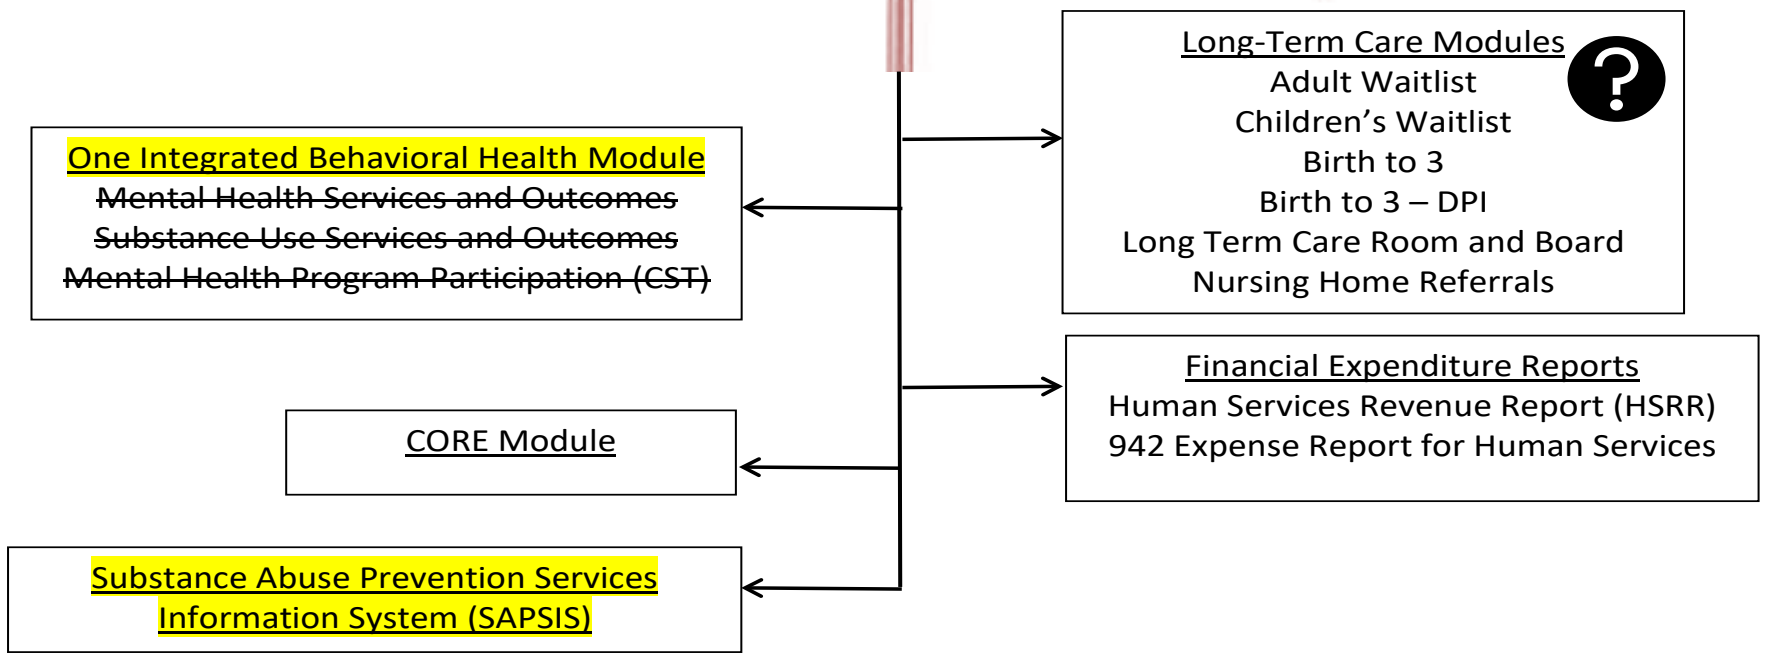 Long-Term Care Modules
Adult Waitlist
Children's Waitlist
Birth to 3
Birth to 3 – DPI
Long Term Care Room and Board
Nursing Home Referrals
?
One Integrated Behavioral Health Module
Mental Health Services and Outcomes
Substance Use Services and Outcomes
Mental Health Program Participation (CST)
Financial Expenditure Reports
Human Services Revenue Report (HSRR)
942 Expense Report for Human Services
CORE Module
Substance Abuse Prevention Services
Information System (SAPSIS)